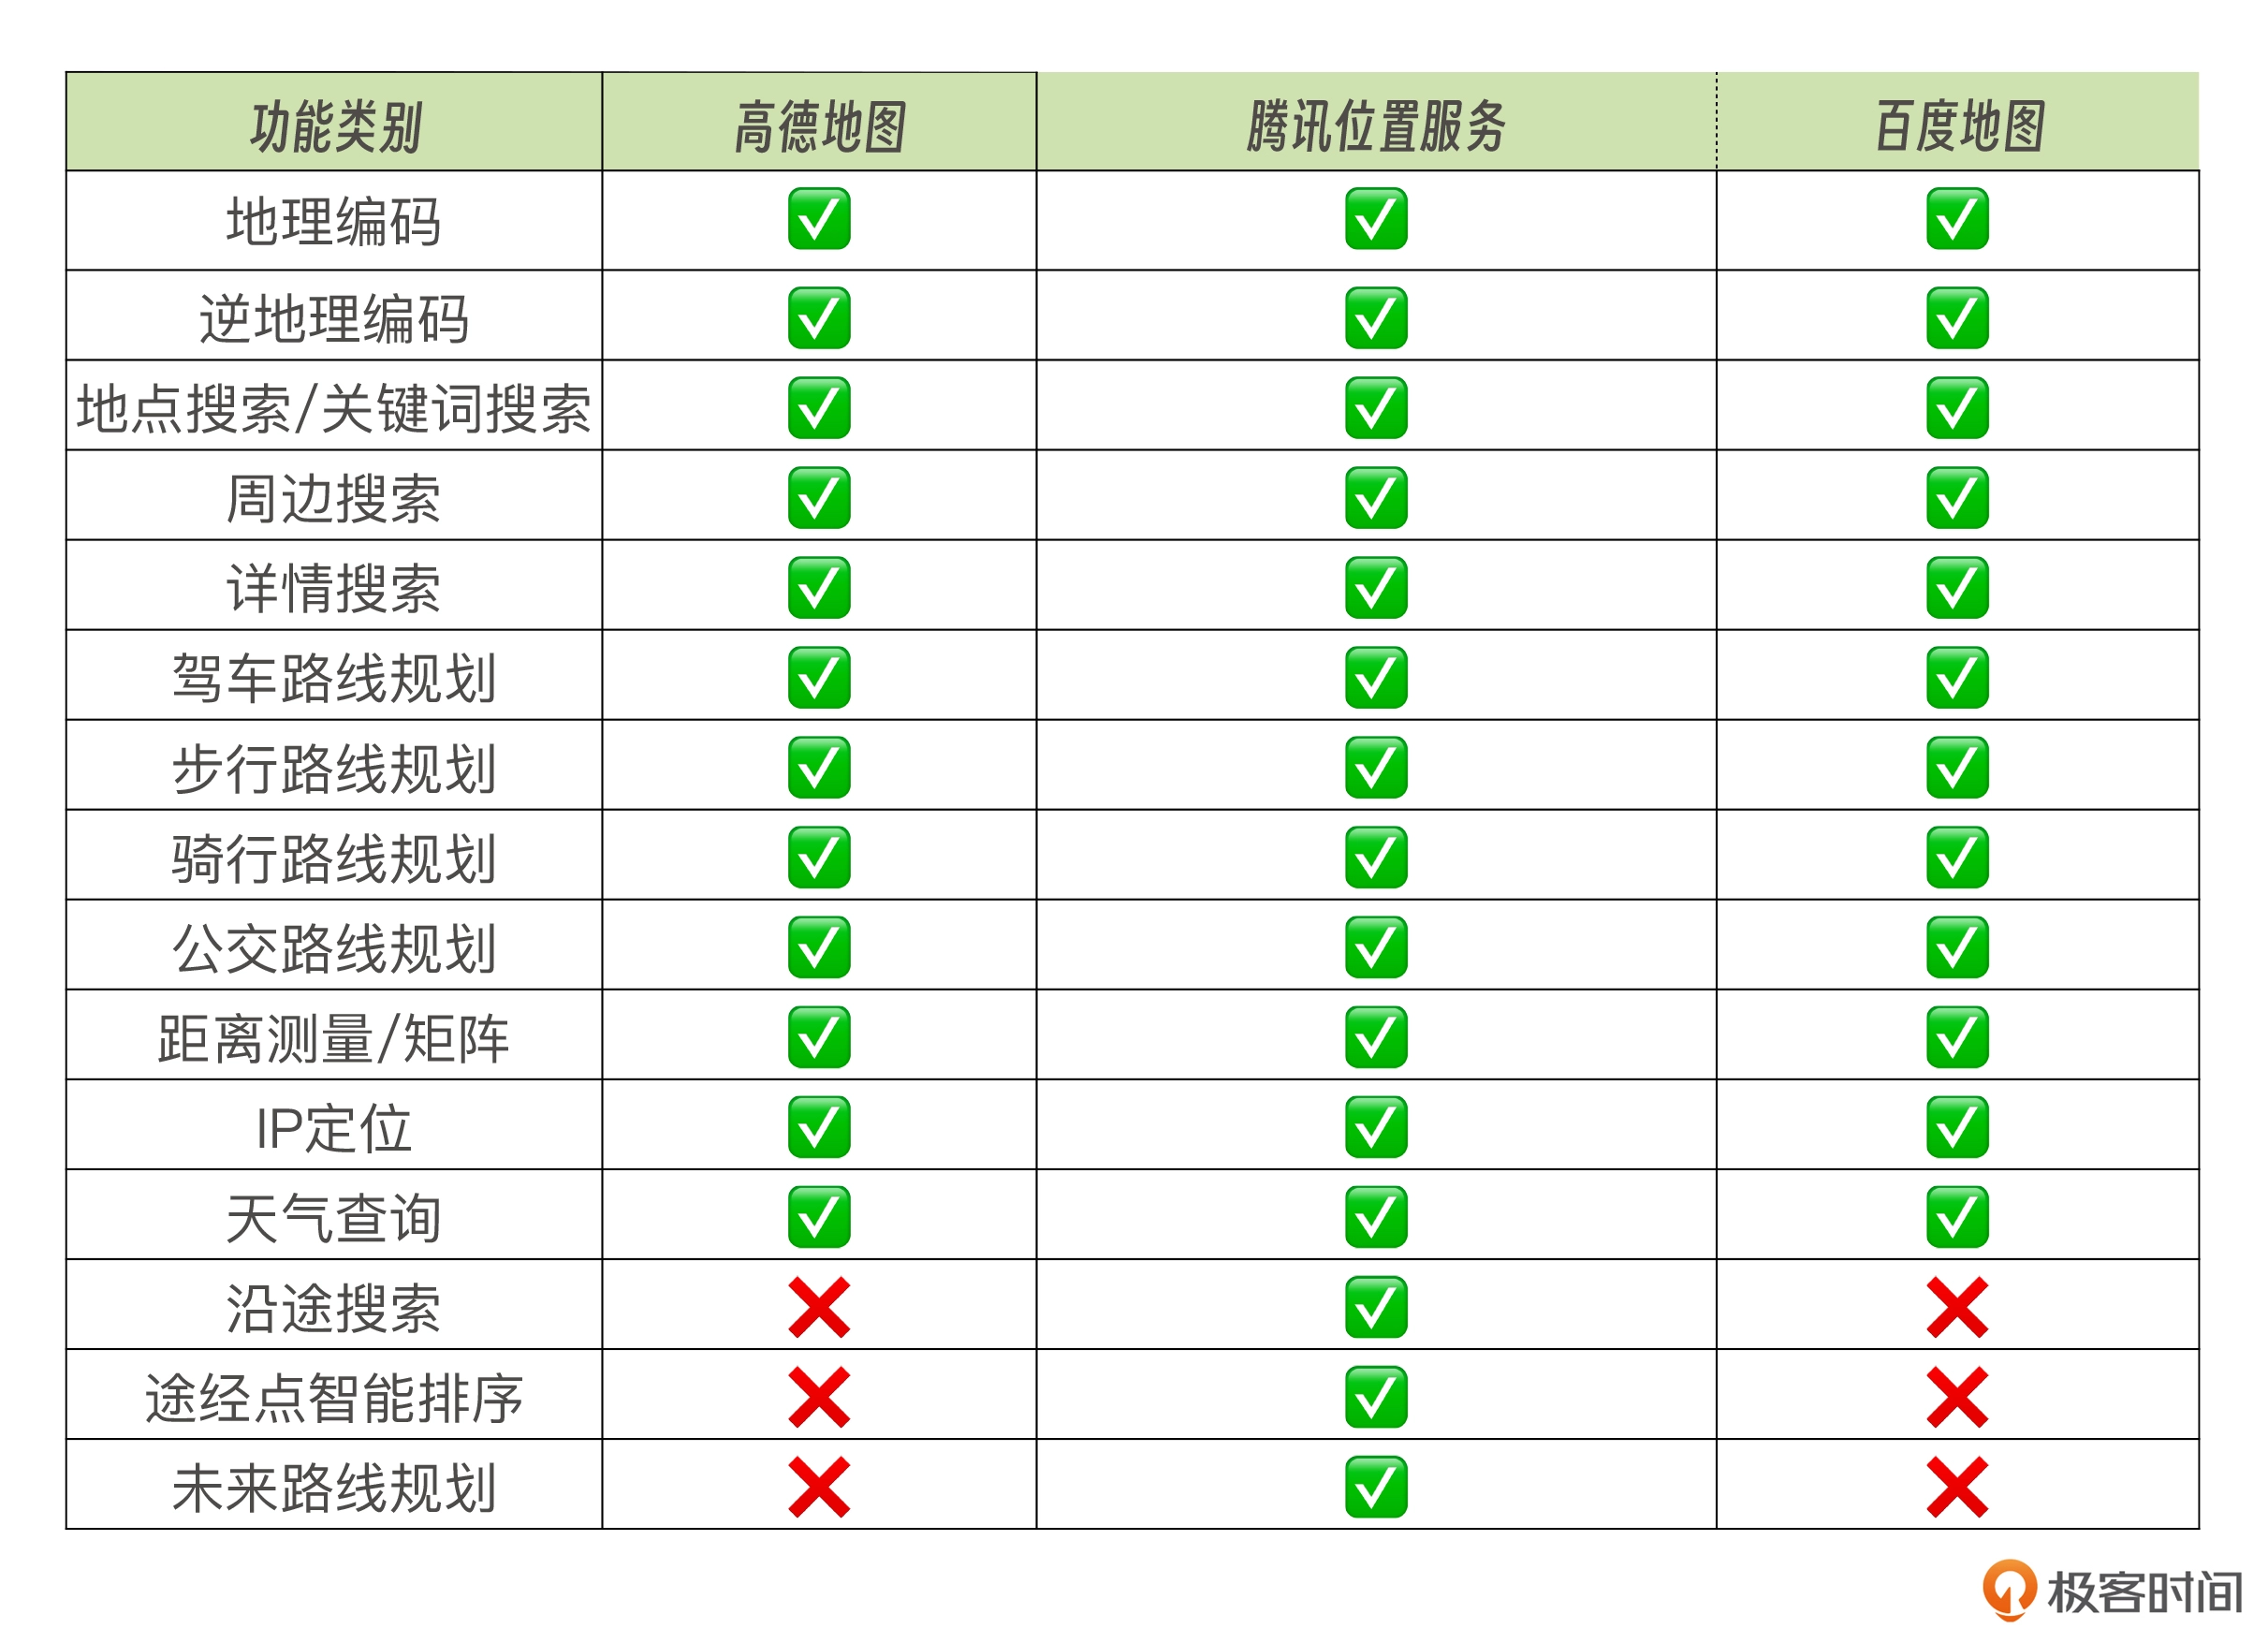 功能类别 高德地图 腾讯位置服务 百度地图
地理编码 ✅ ✅ ✅
逆地理编码 ✅ ✅ ✅
地点搜索/关键词搜索 ✅ ✅ ✅
周边搜索 ✅ ✅ ✅
详情搜索 ✅ ✅ ✅
驾车路线规划 ✅ ✅ ✅
步行路线规划 ✅ ✅ ✅
骑行路线规划 ✅ ✅ ✅
公交路线规划 ✅ ✅ ✅
距离测量/矩阵 ✅ ✅ ✅
IP定位 ✅ ✅ ✅
天气查询 ✅ ✅ ✅
沿途搜索 ❌ ✅ ❌
途经点智能排序 ❌ ✅ ❌
未来路线规划 ❌ ✅ ❌
极客时间